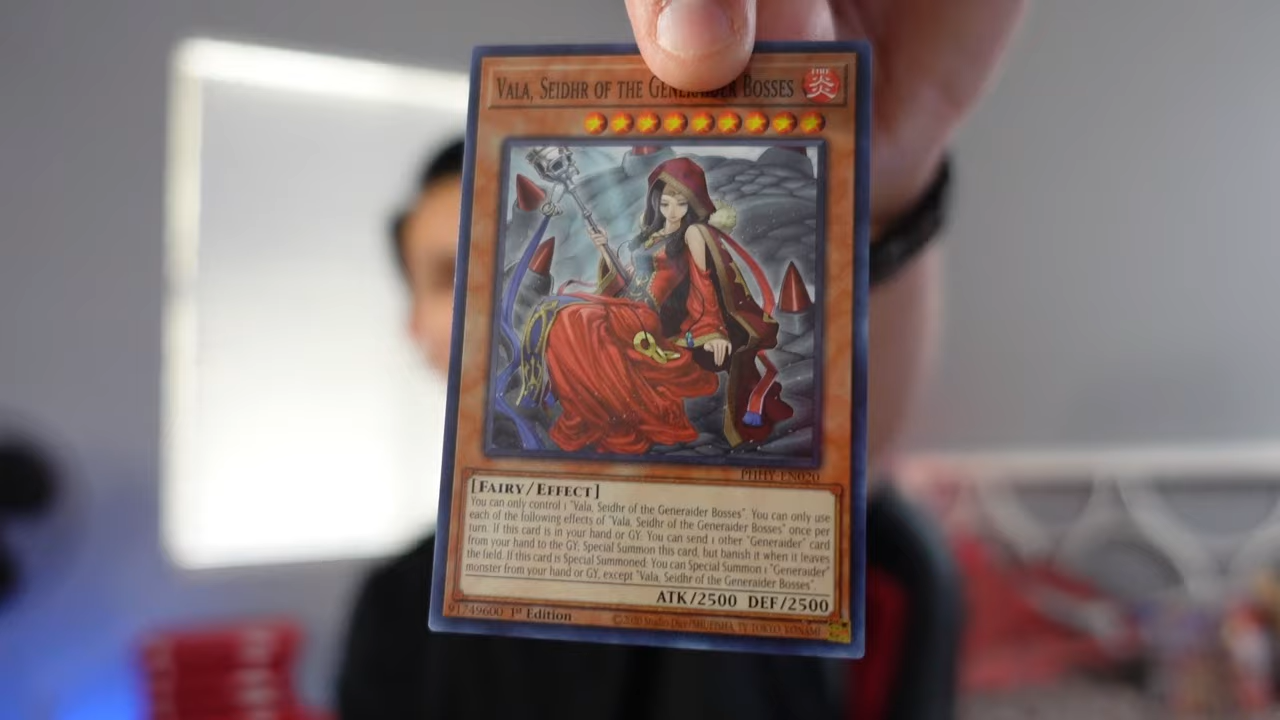 VALA, SEIDHR OF THE GENERAIDER BOSSES
FIRE
炎
PHHY-EN020
[FAIRY/EFFECT]
You can only control 1 "Vala, Seidhr of the Generaider Bosses". You can only use
each of the following effects of "Vala, Seidhr of the Generaider Bosses" once per
turn. If this card is in your hand or GY: You can send 1 other "Generaider" card
from your hand to the GY; Special Summon this card, but banish it when it leaves
the field. If this card is Special Summoned: You can Special Summon 1 "Generaider"
monster from your hand or GY, except "Vala, Seidhr of the Generaider Bosses".
ATK/2500 DEF/2500
91749600 1st Edition
©2020 Studio Dice/SHUEISHA, TV TOKYO, KONAMI